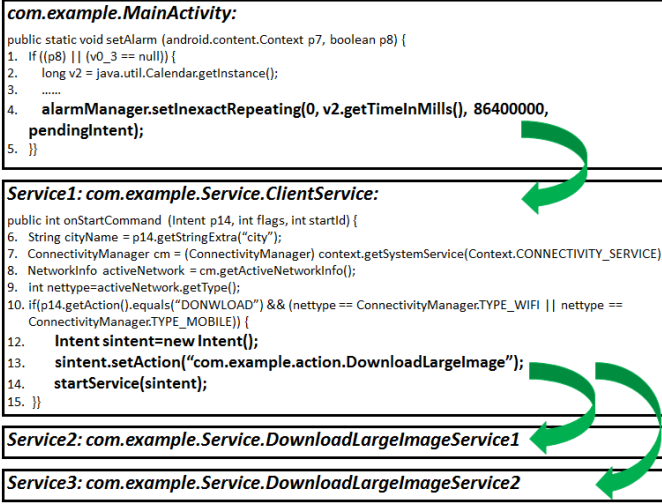 com.example.MainActivity:
public static void setAlarm (android.content.Context p7, boolean p8) {
1. If ((p8) || (v0_3 == null)) {
2. long v2 = java.util.Calendar.getInstance();
3. ......
4. alarmManager.setInexactRepeating(0, v2.getTimeInMills(), 86400000,
pendingIntent);
5. }}
Service1: com.example.Service.ClientService:
public int onStartCommand (Intent p14, int flags, int startId) {
6. String cityName = p14.getStringExtra(“city”);
7. ConnectivityManager cm = (ConnectivityManager) context.getSystemService(Context.CONNECTIVITY_SERVICE)
8. NetworkInfo activeNetwork = cm.getActiveNetworkInfo();
9. int nettype=activeNetwork.getType();
10. if(p14.getAction().equals(“DONWLOAD”) && (nettype == ConnectivityManager.TYPE_WIFI || nettype ==
ConnectivityManager.TYPE_MOBILE)) {
12. Intent sintent=new Intent();
13. sintent.setAction(“com.example.action.DownloadLargeImage”);
14. startService(sintent);
15. }}
Service2: com.example.Service.DownloadLargeImageService1
Service3: com.example.Service.DownloadLargeImageService2